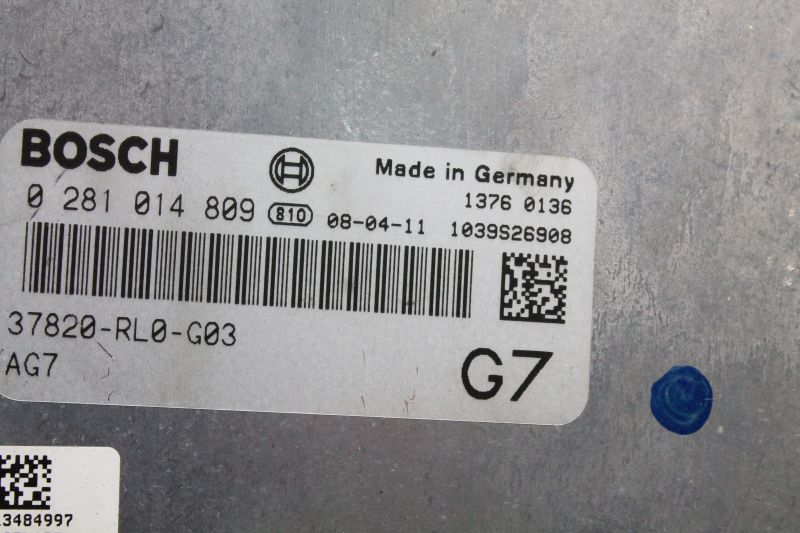 BOSCH
Made in Germany
1376 0136
0 281 014 809 810 08-04-11 1039S26908
37820-RL0-G03
AG7
G7
13484997